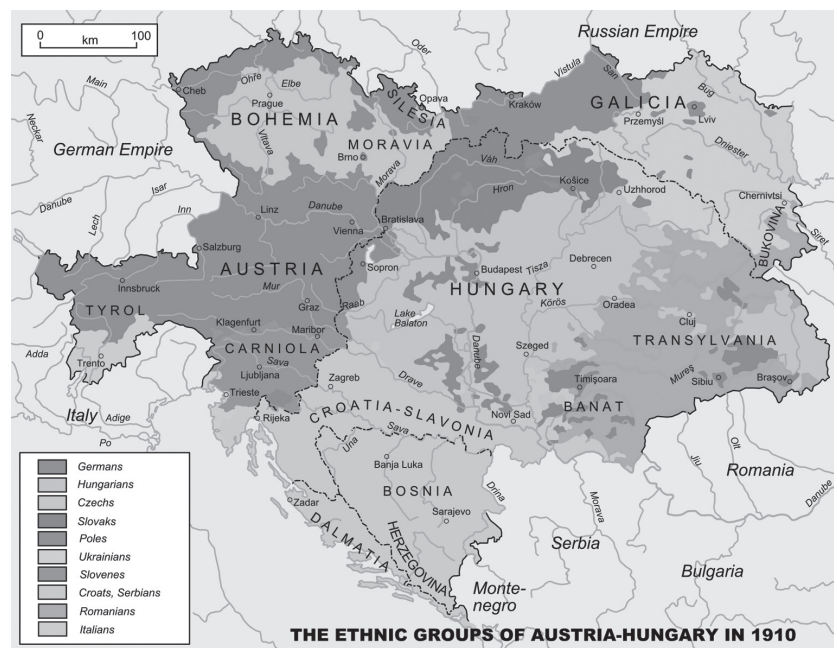 0 100
km
Russian Empire
Oder
Vistula
San
Bug
Main
Cheb
Ohře
Elbe
Prague
BOHEMIA
Vltava
SILESIA
Opava
Kraków
GALICIA
Przemyśl
Lviv
Dniester
Neckar
German Empire
MORAVIA
Brno
Morava
Váh
Hron
Košice
Uzhhorod
Chernivtsi
BUKOVINA
Siret
Danube
Lech
Isar
Inn
Linz
Danube
Vienna
Bratislava
Salzburg
AUSTRIA
Sopron
Budapest
Tisza
Debrecen
HUNGARY
Innsbruck
TYROL
Mur
Graz
Raab
Lake
Balaton
Körös
Oradea
Cluj
TRANSYLVANIA
Klagenfurt
Maribor
CARNIOLA
Sava
Ljubljana
Szeged
Danube
Adda
Trento
Trieste
Zagreb
Drave
Timișoara
Mureș
Sibiu
Brașov
BANAT
Italy
Adige
Po
Rijeka
CROATIA-SLAVONIA
Novi Sad
Sava
Una
Banja Luka
BOSNIA
Drina
Sarajevo
Zadar
DALMATIA
HERZEGOVINA
Jiu
Olt
Romania
Danube
Morava
Serbia
Bulgaria
Monte-
negro
Germans
Hungarians
Czechs
Slovaks
Poles
Ukrainians
Slovenes
Croats, Serbians
Romanians
Italians
THE ETHNIC GROUPS OF AUSTRIA-HUNGARY IN 1910